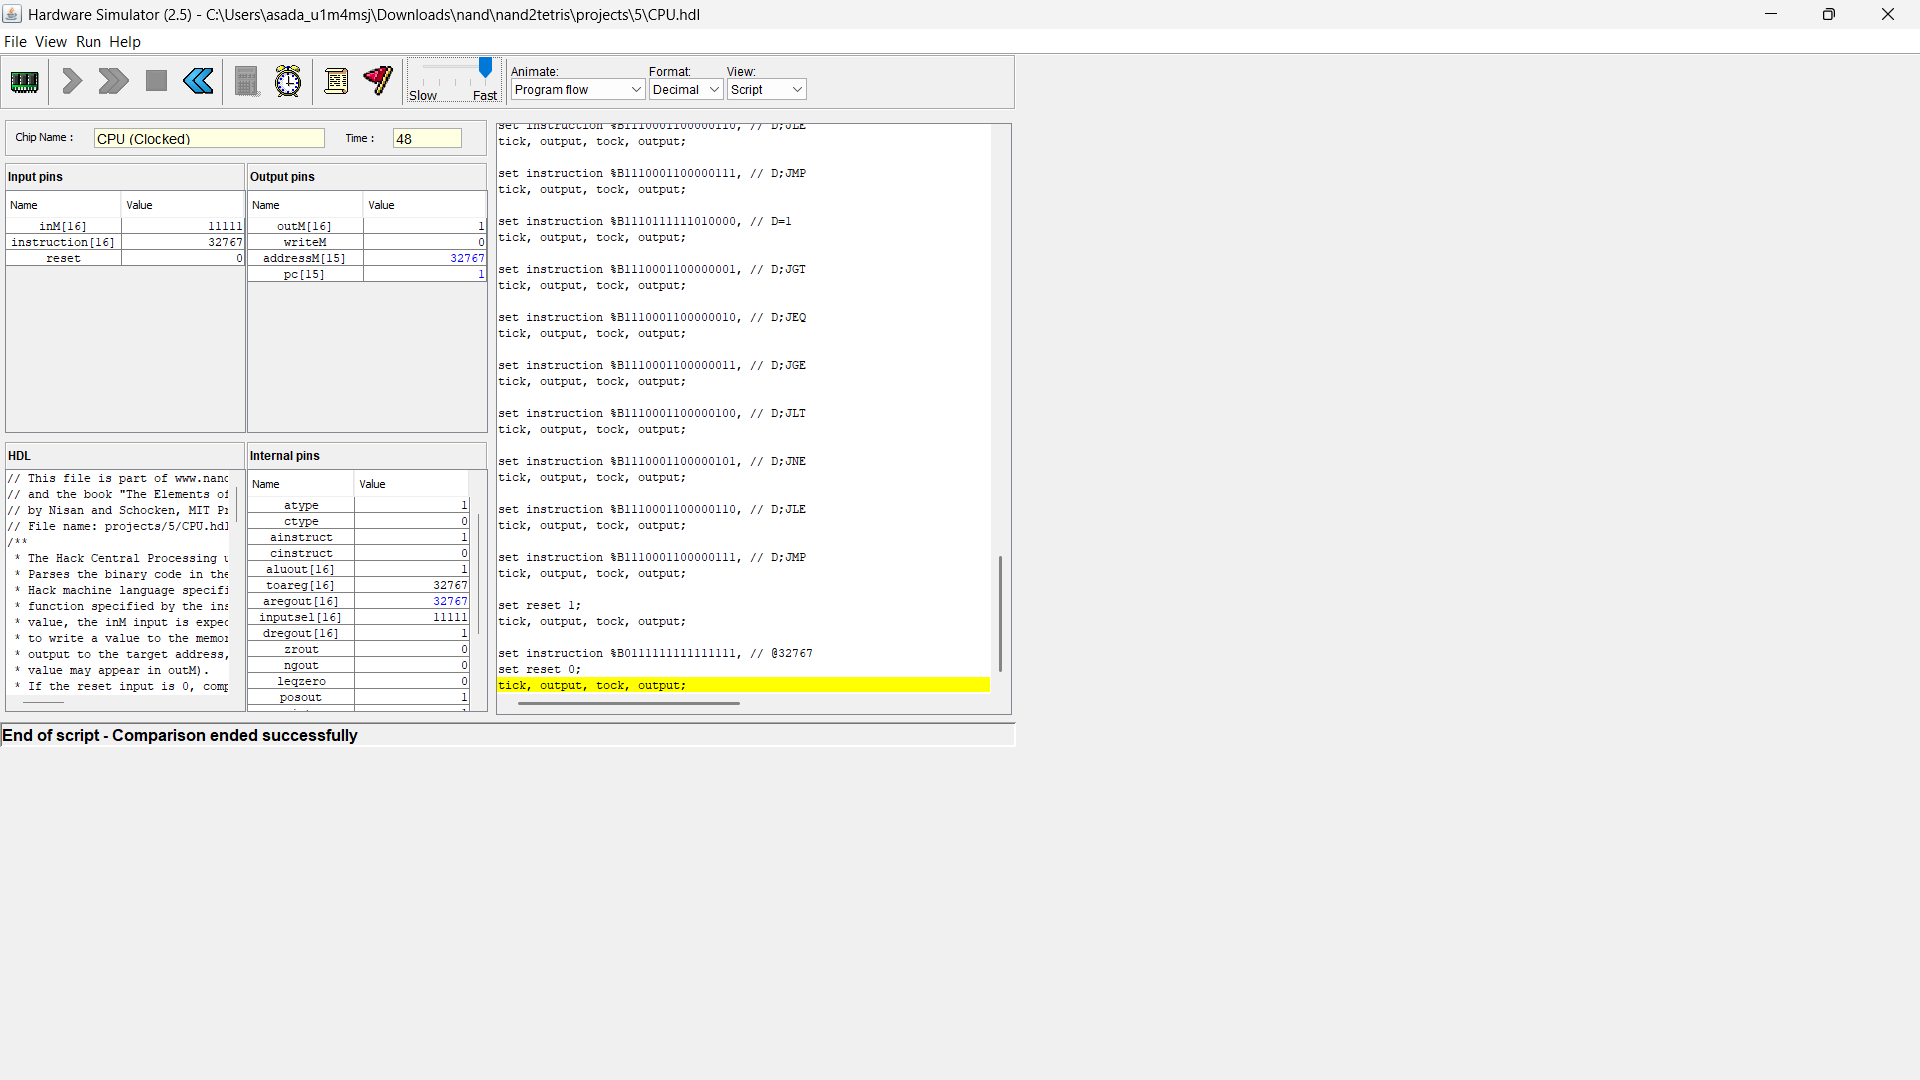 Hardware Simulator (2.5) - C:\Users\asada_u1m4msj\Downloads\nand\nand2tetris\projects\5\CPU.hdl
File View Run Help
Slow Fast
Animate: Format: View:
Program flow Decimal Script
Chip Name : CPU (Clocked) Time : 48
Input pins
Name Value
inM[16] 11111
instruction[16] 32767
reset 0
Output pins
Name Value
outM[16] 1
writeM 0
addressM[15] 32767
pc[15] 1
HDL
// This file is part of www.nand
// and the book "The Elements of
// by Nisan and Schocken, MIT Pr
// File name: projects/5/CPU.hdl
/**
* The Hack Central Processing u
* Parses the binary code in the
* Hack machine language specifi
* function specified by the ins
* value, the inM input is expec
* to write a value to the memor
* output to the target address,
* value may appear in outM).
* If the reset input is 0, comp
Internal pins
Name Value
atype 1
ctype 0
ainstruct 1
cinstruct 0
aluout[16] 1
toareg[16] 32767
aregout[16] 32767
inputsel[16] 11111
dregout[16] 1
zrout 0
ngout 0
leqzero 0
posout 1
set instruction %B1110001100000110, // D;JLE
tick, output, tock, output;
set instruction %B1110001100000111, // D;JMP
tick, output, tock, output;
set instruction %B1110111111010000, // D=1
tick, output, tock, output;
set instruction %B1110001100000001, // D;JGT
tick, output, tock, output;
set instruction %B1110001100000010, // D;JEQ
tick, output, tock, output;
set instruction %B1110001100000011, // D;JGE
tick, output, tock, output;
set instruction %B1110001100000100, // D;JLT
tick, output, tock, output;
set instruction %B1110001100000101, // D;JNE
tick, output, tock, output;
set instruction %B1110001100000110, // D;JLE
tick, output, tock, output;
set instruction %B1110001100000111, // D;JMP
tick, output, tock, output;
set reset 1;
tick, output, tock, output;
set instruction %B0111111111111111, // @32767
set reset 0;
tick, output, tock, output;
End of script - Comparison ended successfully